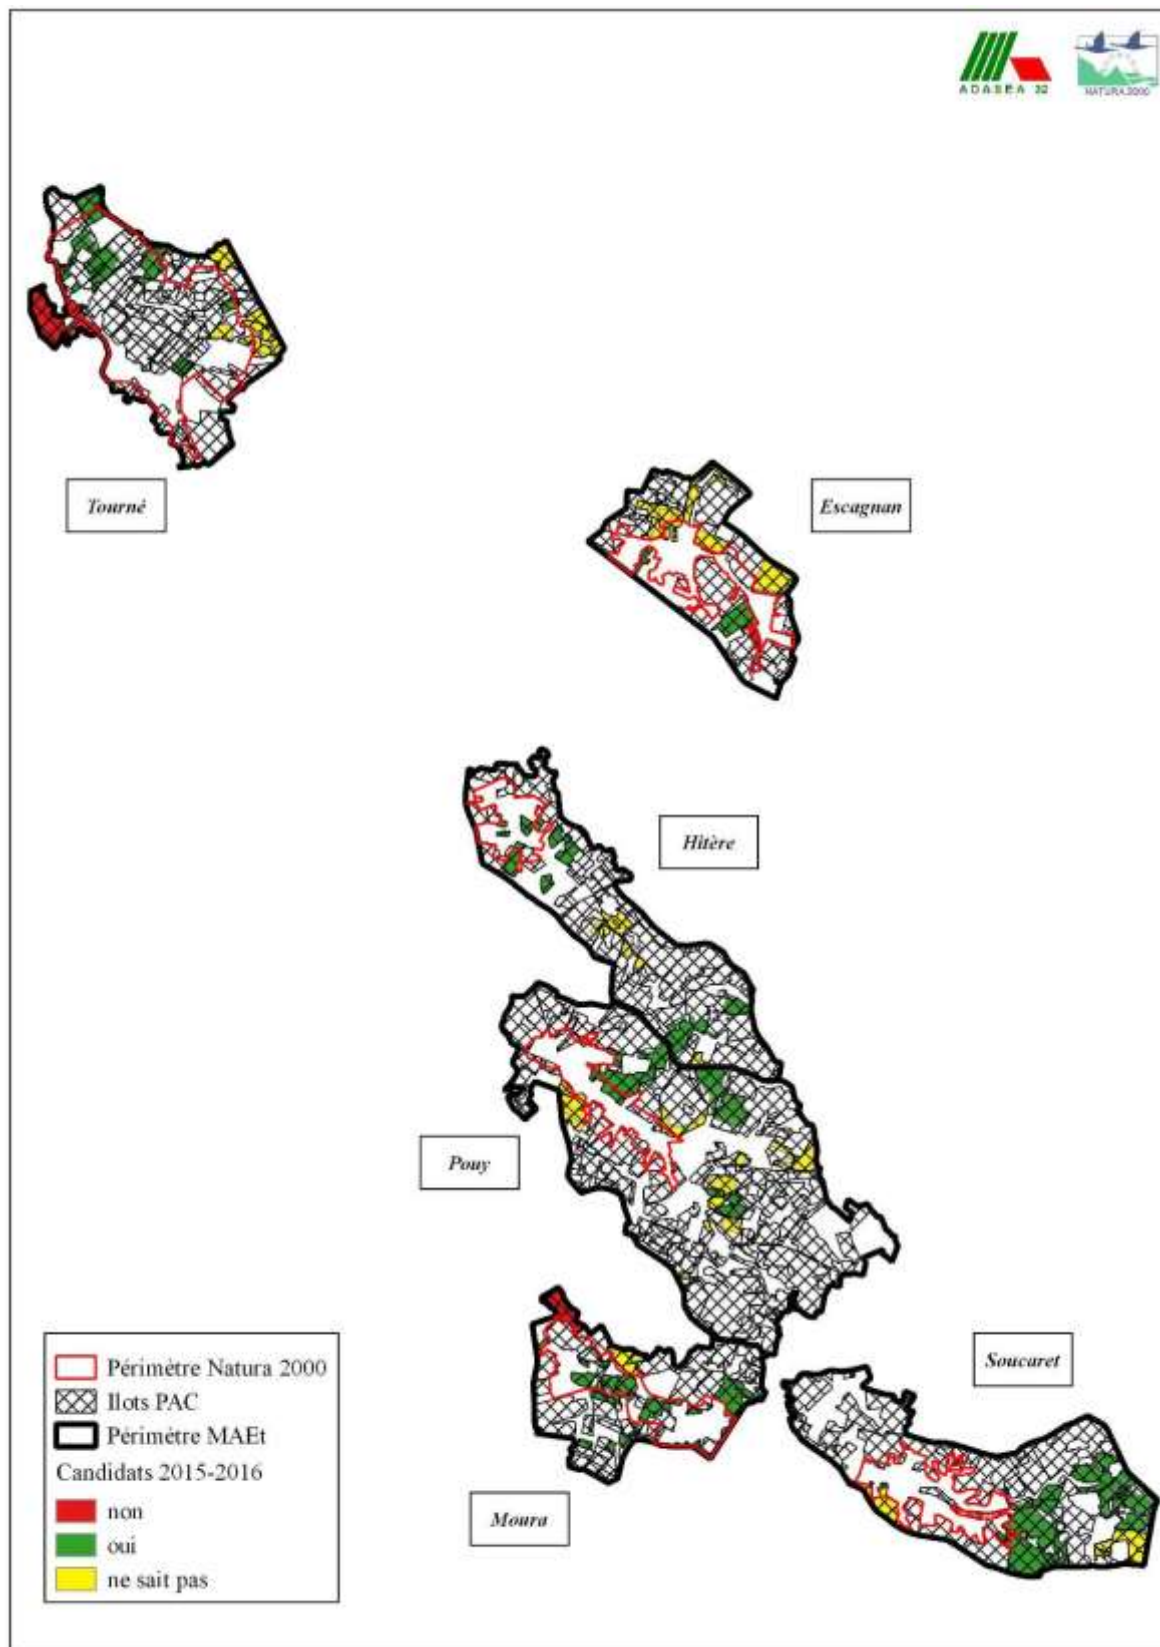 ADASEA 32
NATURA 2000
Tourné
Escagnan
Hitère
Pouy
Soucaret
Moura
Périmètre Natura 2000
Ilots PAC
Périmètre MAEt
Candidats 2015-2016
non
oui
ne sait pas